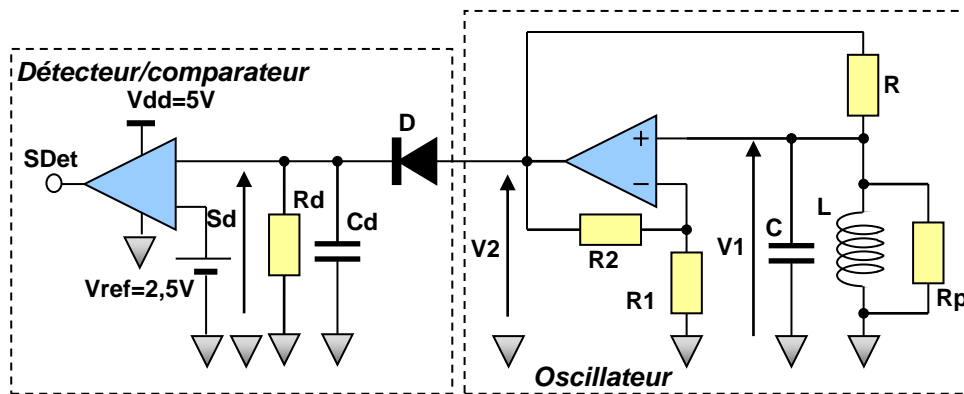 Détecteur/comparateur
Vdd=5V
D
R
SDet
+
−
Sd
Rd
Cd
V2
R2
R1
V1
C
L
Rp
Vref=2,5V
Oscillateur